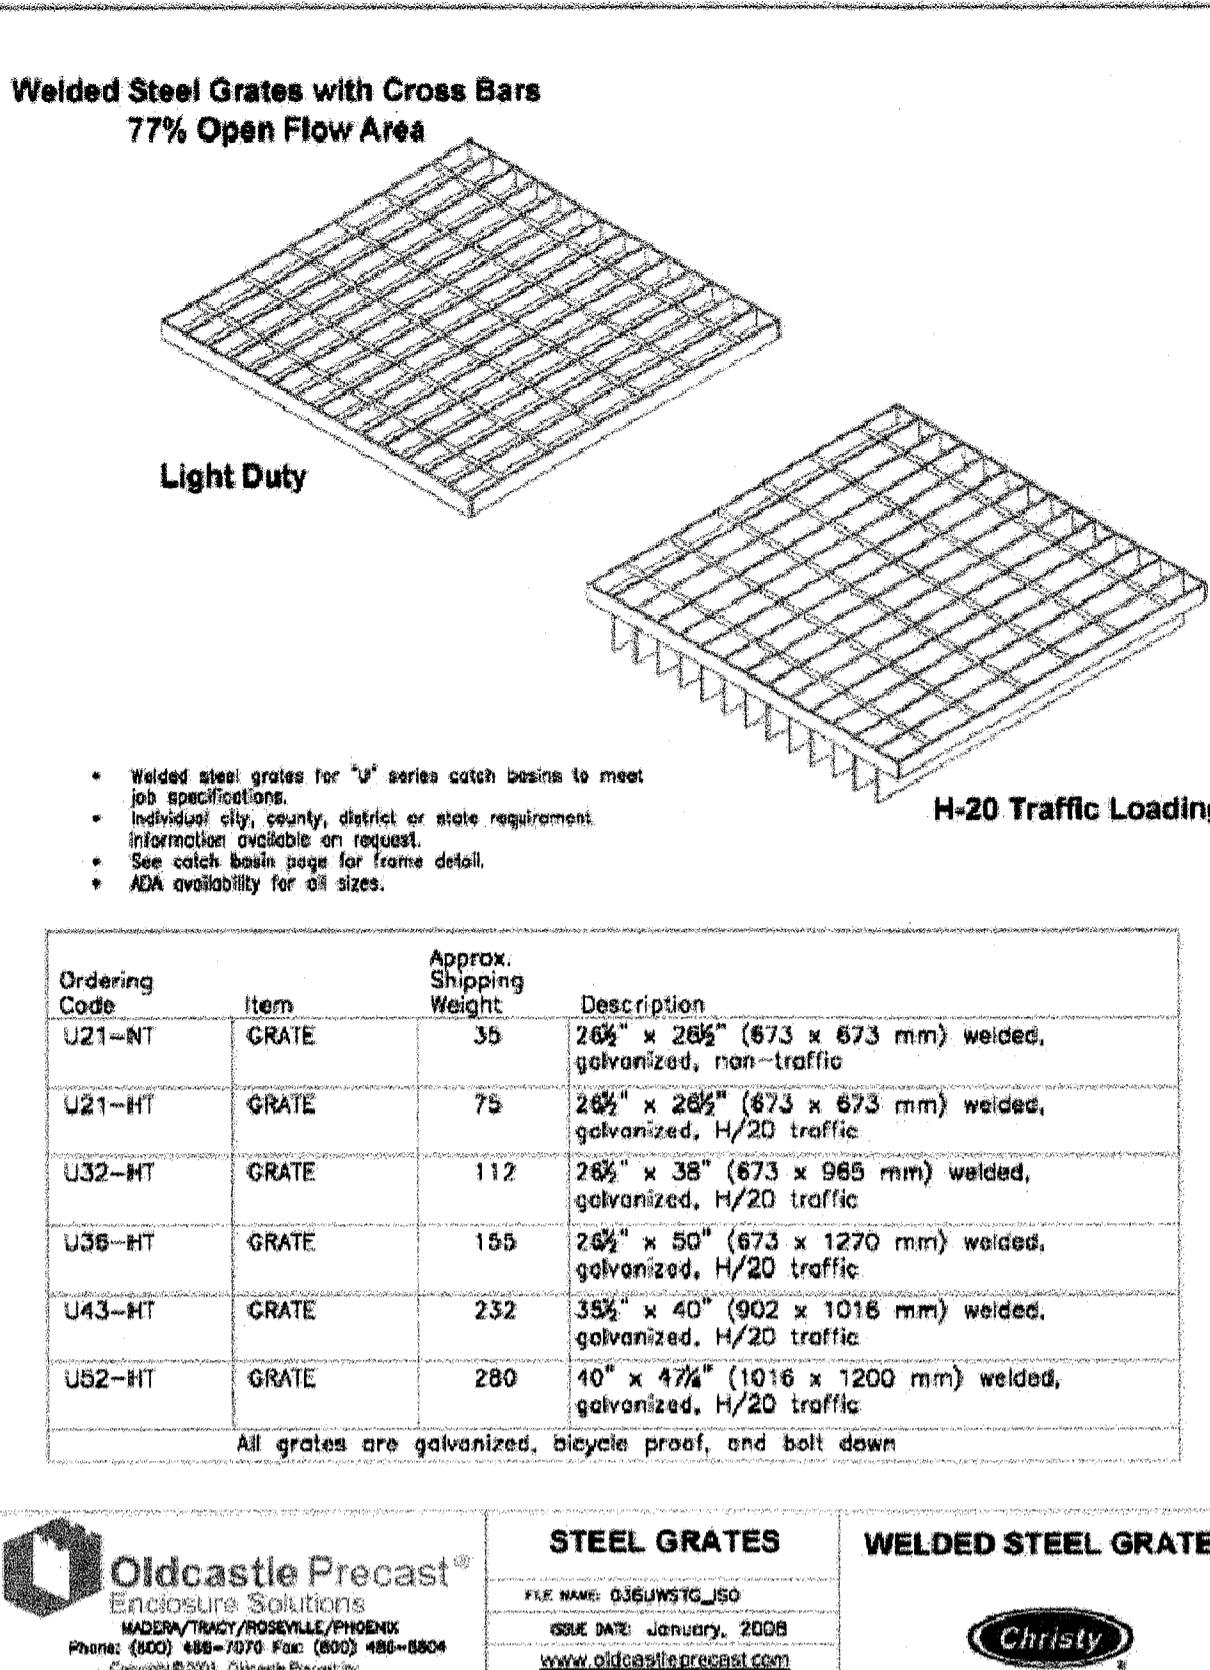 Welded Steel Grates with Cross Bars
77% Open Flow Area
Light Duty
H-20 Traffic Loading
• Welded steel grates for "U" series catch basins to meet
job specifications.
• Individual city, county, district or state requirement
information available on request.
• See catch basin page for frame detail.
• ADA availability for all sizes.
Ordering Code Item Approx. Shipping Weight Description
U21-NT GRATE 35 26½" x 26½" (673 x 673 mm) welded,
galvanized, non-traffic
U21-HT GRATE 75 26½" x 26½" (673 x 673 mm) welded,
galvanized, H/20 traffic
U32-HT GRATE 112 26½" x 38" (673 x 965 mm) welded,
galvanized, H/20 traffic
U36-HT GRATE 155 26½" x 50" (673 x 1270 mm) welded,
galvanized, H/20 traffic
U43-HT GRATE 232 35½" x 40" (902 x 1016 mm) welded,
galvanized, H/20 traffic
U52-HT GRATE 280 40" x 47¼" (1016 x 1200 mm) welded,
galvanized, H/20 traffic
All grates are galvanized, bicycle proof, and bolt down
Oldcastle Precast®
Enclosure Solutions
MADERA/TRACY/ROSEVILLE/PHOENIX
Phone: (800) 486-7070 Fax: (800) 486-6804
Oldcastle Precast
STEEL GRATES
FILE NAME: 036UWSTG_ISO
ISSUE DATE: January, 2008
www.oldcastleprecast.com
WELDED STEEL GRATE
Christy
®